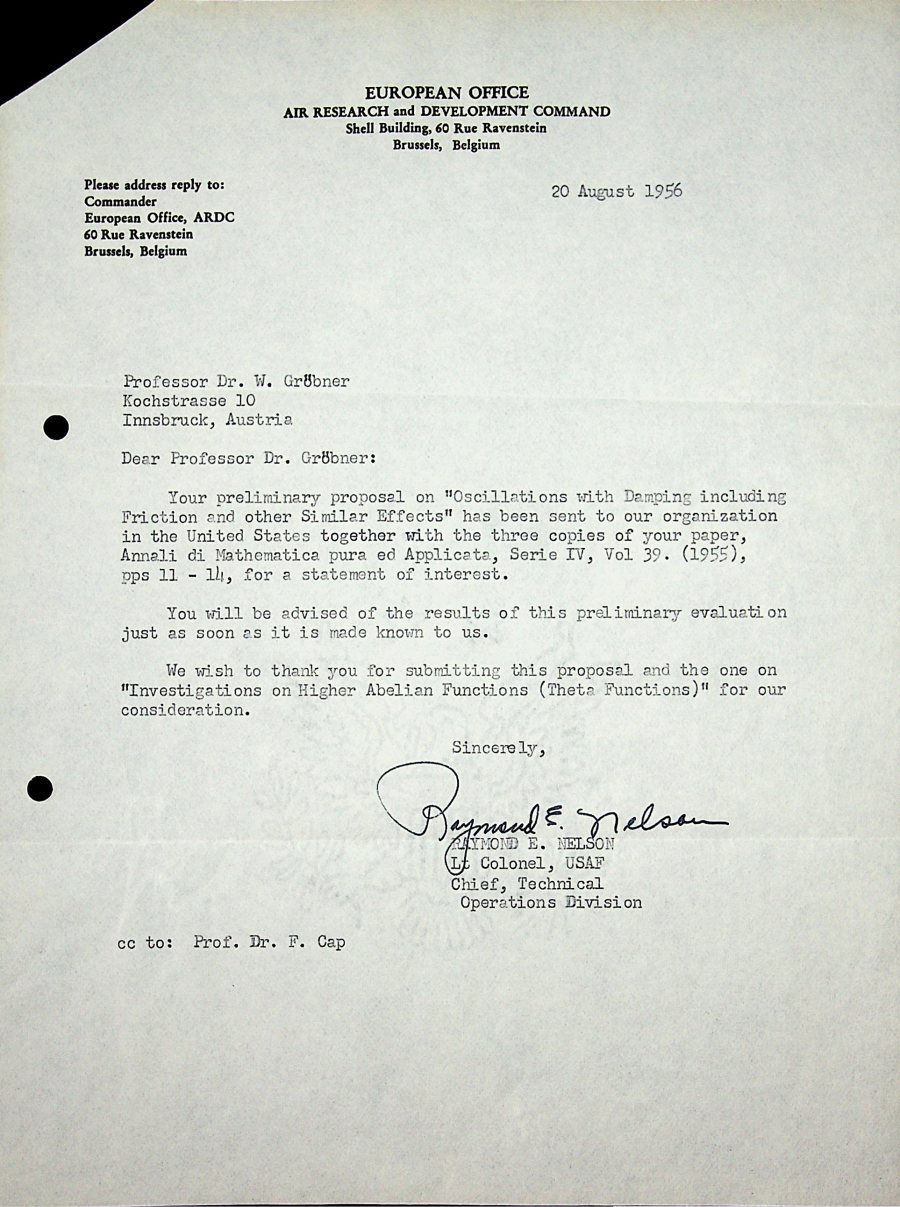 EUROPEAN OFFICE
AIR RESEARCH and DEVELOPMENT COMMAND
Shell Building, 60 Rue Ravenstein
Brussels, Belgium
Please address reply to:
Commander
European Office, ARDC
60 Rue Ravenstein
Brussels, Belgium
20 August 1956
Professor Dr. W. Gröbner
Kochstrasse 10
Innsbruck, Austria
Dear Professor Dr. Gröbner:
Your preliminary proposal on "Oscillations with Damping including
Friction and other Similar Effects" has been sent to our organization
in the United States together with the three copies of your paper,
Annali di Mathematica pura ed Applicata, Serie IV, Vol 39. (1955),
pps 11 - 14, for a statement of interest.
You will be advised of the results of this preliminary evaluation
just as soon as it is made known to us.
We wish to thank you for submitting this proposal and the one on
"Investigations on Higher Abelian Functions (Theta Functions)" for our
consideration.
Sincerely,
Raymond E. Nelson
RAYMOND E. NELSON
Lt Colonel, USAF
Chief, Technical
Operations Division
cc to: Prof. Dr. F. Cap